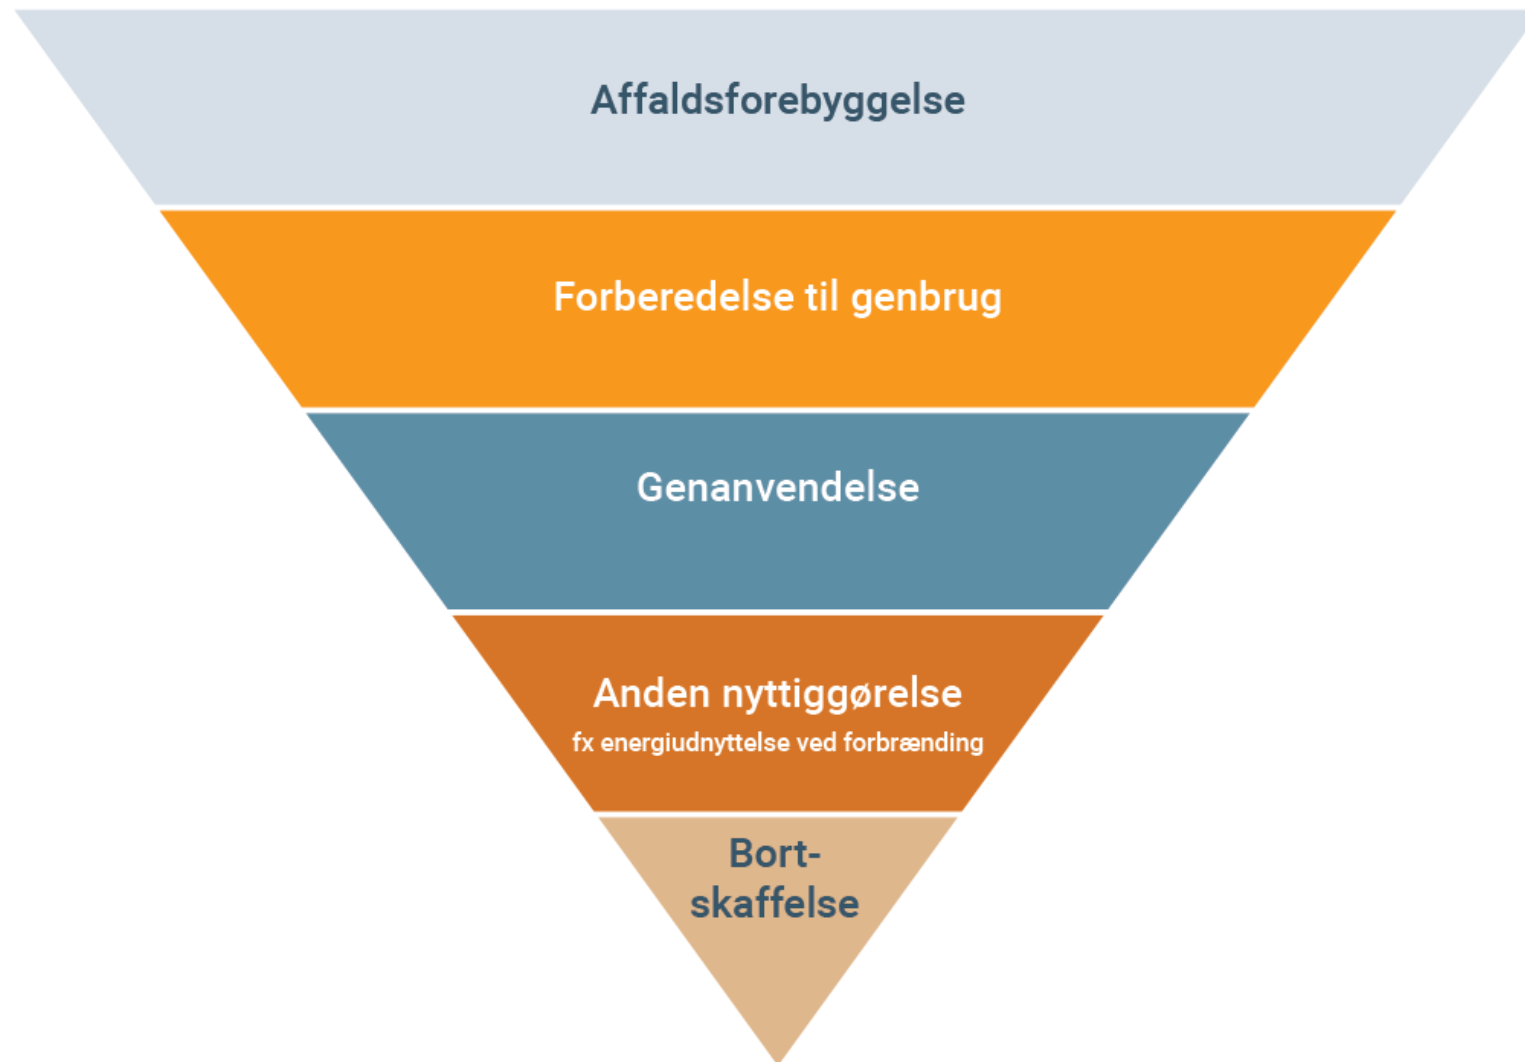 Affaldsforebyggelse
Forberedelse til genbrug
Genanvendelse
Anden nyttiggørelse
fx energiudnyttelse ved forbrænding
Bort-
skaffelse